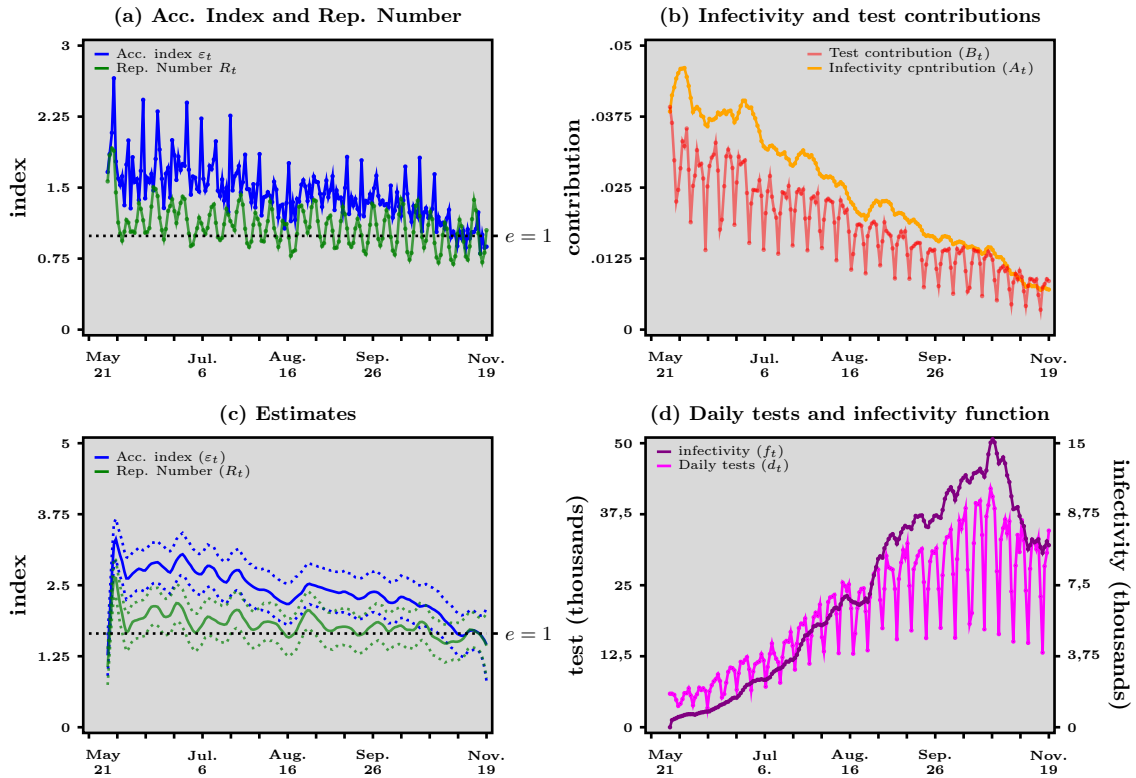 (a) Acc. Index and Rep. Number
3
2.25
1.5
0.75
0
index
Acc. index εt
Rep. Number Rt
e = 1
May 21
Jul. 6
Aug. 16
Sep. 26
Nov. 19
(b) Infectivity and test contributions
.05
.0375
.025
.0125
0
contribution
Test contribution (Bt)
Infectivity cpntribution (At)
May 21
Jul. 6
Aug. 16
Sep. 26
Nov. 19
(c) Estimates
5
3.75
2.5
1.25
0
index
Acc. index (εt)
Rep. Number (Rt)
e = 1
May 21
Jul. 6
Aug. 16
Sep. 26
Nov. 19
(d) Daily tests and infectivity function
50
37,5
25
12,5
0
test (thousands)
infectivity (ft)
Daily tests (dt)
15
8,75
7,5
3,75
0
infectivity (thousands)
May 21
Jul 6.
Aug. 16
Sep. 26
Nov. 19